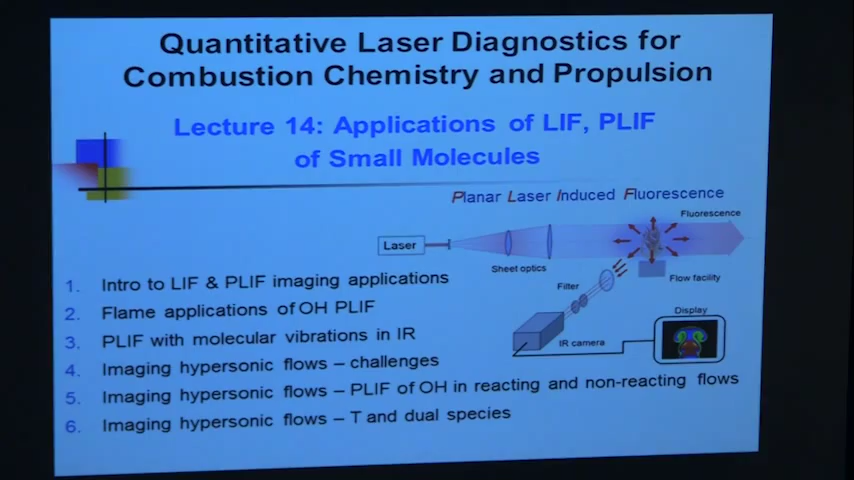 Quantitative Laser Diagnostics for
Combustion Chemistry and Propulsion
Lecture 14: Applications of LIF, PLIF
of Small Molecules
Planar Laser Induced Fluorescence
Fluorescence
Laser
Sheet optics
Flow facility
Filter
Display
IR camera
1. Intro to LIF & PLIF imaging applications
2. Flame applications of OH PLIF
3. PLIF with molecular vibrations in IR
4. Imaging hypersonic flows – challenges
5. Imaging hypersonic flows – PLIF of OH in reacting and non-reacting flows
6. Imaging hypersonic flows – T and dual species